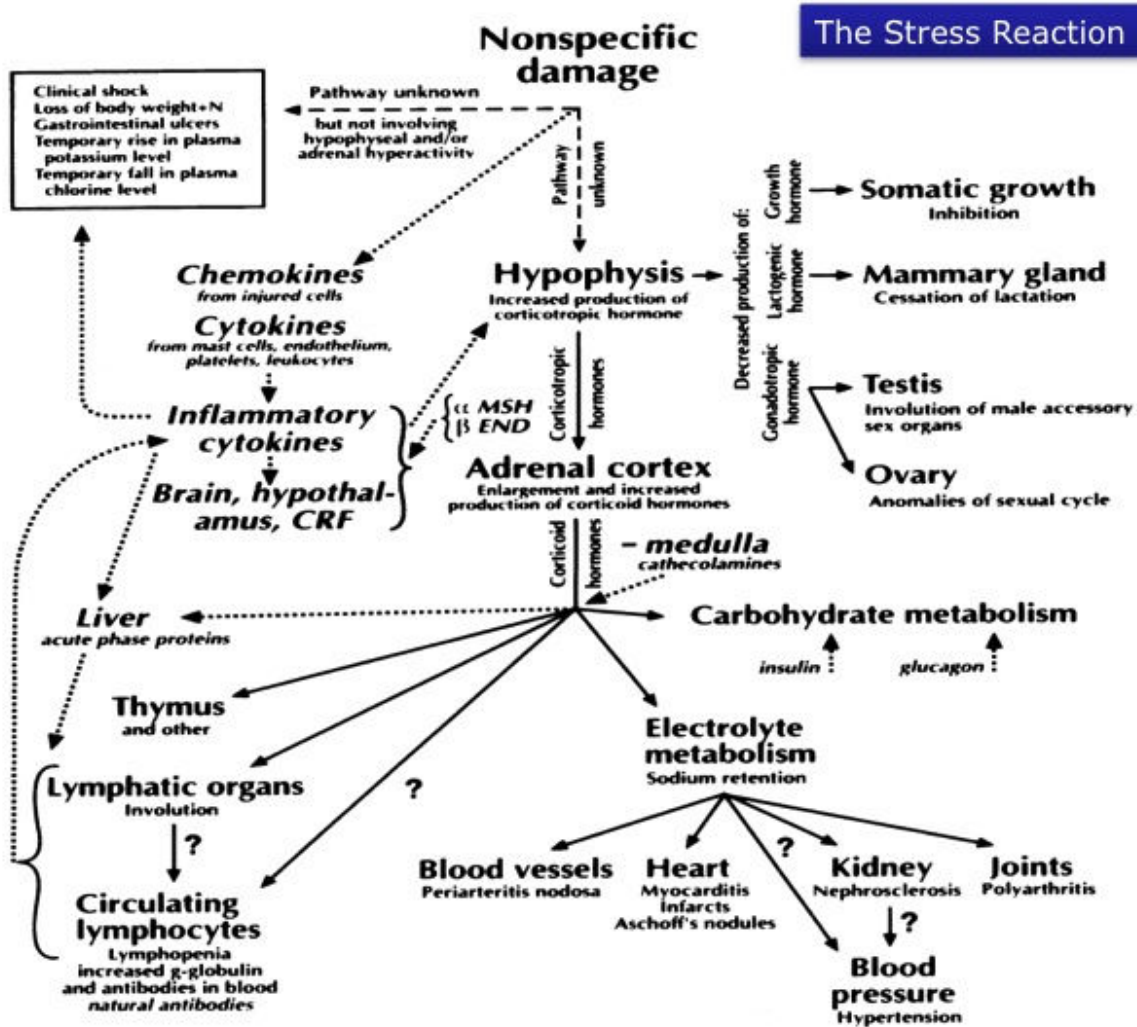 The Stress Reaction
Nonspecific
damage
Clinical shock
Loss of body weight+N
Gastrointestinal ulcers
Temporary rise in plasma
potassium level
Temporary fall in plasma
chlorine level
Pathway unknown
but not involving
hypophyseal and/or
adrenal hyperactivity
Pathway
unknown
Chemokines
from injured cells
Cytokines
from mast cells, endothelium,
platelets, leukocytes
Inflammatory
cytokines
Brain, hypothal-
amus, CRF
α MSH
β END
Hypophysis
Increased production of
corticotropic hormone
Decreased production of:
Growth
hormone
Lactogenic
hormone
Gonadotropic
hormone
Somatic growth
Inhibition
Mammary gland
Cessation of lactation
Testis
Involution of male accessory
sex organs
Ovary
Anomalies of sexual cycle
Corticotropic
hormones
Adrenal cortex
Enlargement and increased
production of corticoid hormones
Corticoid
hormones
– medulla
cathecolamines
Liver
acute phase proteins
Carbohydrate metabolism
insulin
glucagon
Thymus
and other
Lymphatic organs
Involution
?
?
Circulating
lymphocytes
Lymphopenia
increased g-globulin
and antibodies in blood
natural antibodies
Electrolyte
metabolism
Sodium retention
Blood vessels
Periarteritis nodosa
Heart
Myocarditis
Infarcts
Aschoff's nodules
?
Kidney
Nephrosclerosis
?
Joints
Polyarthritis
Blood
pressure
Hypertension